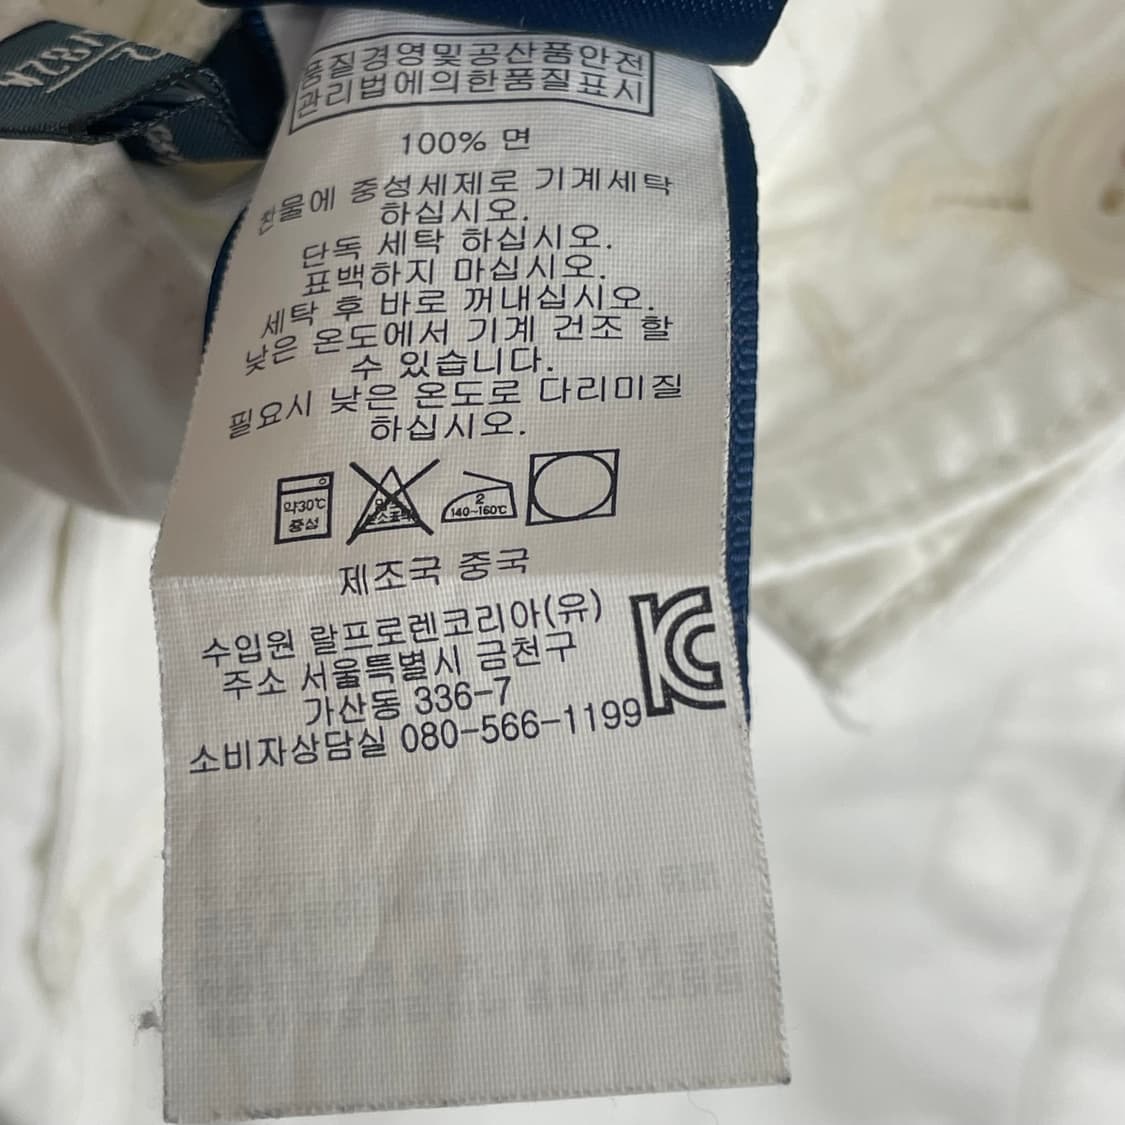 품질경영및공산품안전
관리법에의한품질표시
100% 면
찬물에 중성세제로 기계세탁
하십시오.
단독 세탁 하십시오.
표백하지 마십시오.
세탁 후 바로 꺼내십시오.
낮은 온도에서 기계 건조 할
수 있습니다.
필요시 낮은 온도로 다리미질
하십시오.
약30℃
중성
2
140~160℃
제조국 중국
수입원 랄프로렌코리아(유)
주소 서울특별시 금천구
가산동 336-7
소비자상담실 080-566-1199